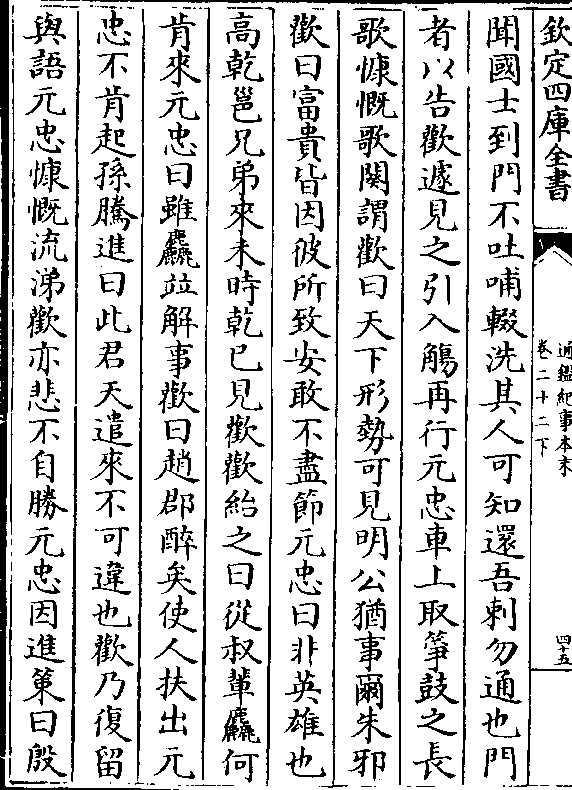 欽定四庫全書
通鑑紀事本末
卷二十二下
四十五
聞國士到門不吐哺輟洗其人可知還吾刺勿通也門
者以告歡遽見之引入觴再行元忠車上取箏鼓之長
歌慷慨歌闋謂歡曰天下形勢可見明公猶事爾朱邪
歡曰富貴皆因彼所致安敢不盡節元忠曰非英雄也
高乾邕兄弟來未時乾已見歡歡紿之曰從叔輩麤何
肯來元忠曰雖麤並解事歡曰趙郡醉矣使人扶出元
忠不肯起孫騰進曰此君天遣來不可違也歡乃復留
與語元忠慷慨流涕歡亦悲不自勝元忠因進策曰殷